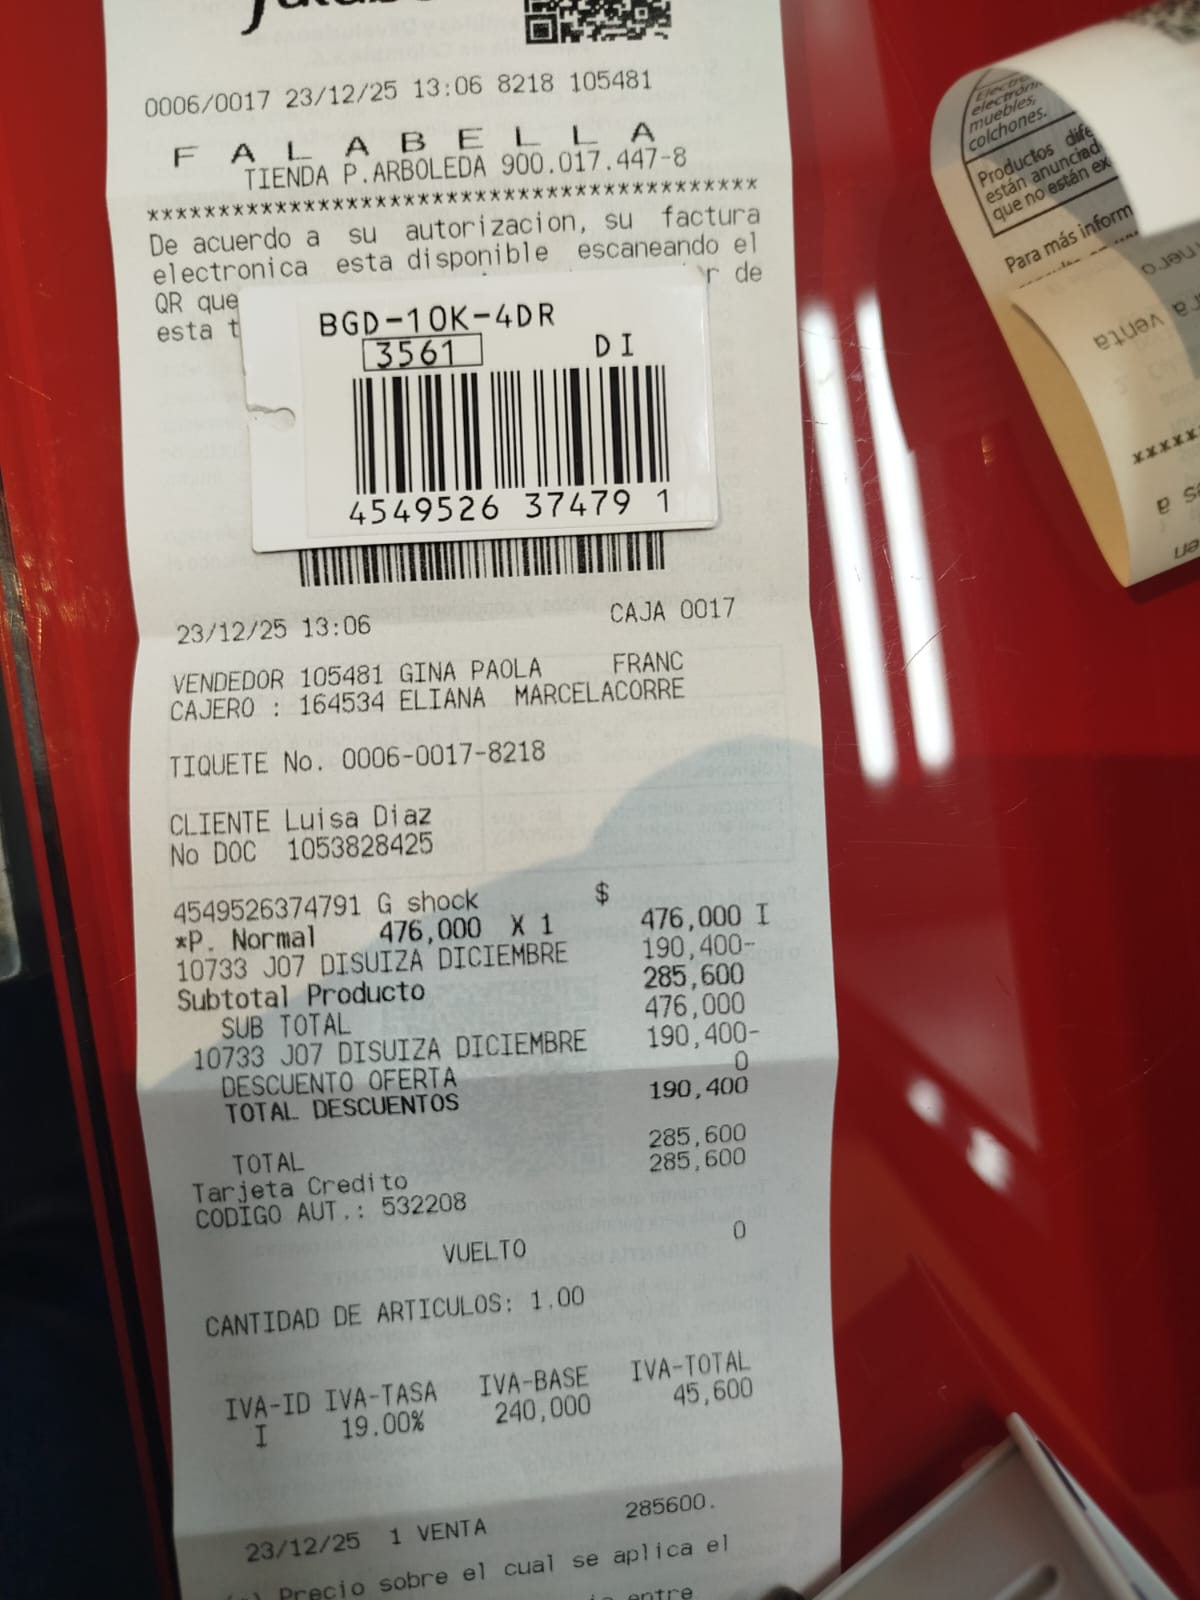 0006/0017 23/12/25 13:06 8218 105481
F A L A B E L L A
TIENDA P.ARBOLEDA 900.017.447-8
*******************************************
De acuerdo a su autorizacion, su factura
electronica esta disponible escaneando el
QR que de
esta
BGD-10K-4DR
3561 DI
4549526 37479 1
23/12/25 13:06 CAJA 0017
VENDEDOR 105481 GINA PAOLA FRANC
CAJERO : 164534 ELIANA MARCELACORRE
TIQUETE No. 0006-0017-8218
CLIENTE Luisa Diaz
No DOC 1053828425
4549526374791 G shock $
*P. Normal 476,000 X 1 476,000 I
10733 J07 DISUIZA DICIEMBRE 190,400-
Subtotal Producto 285,600
SUB TOTAL 476,000
10733 J07 DISUIZA DICIEMBRE 190,400-
DESCUENTO OFERTA 0
TOTAL DESCUENTOS 190,400
TOTAL 285,600
Tarjeta Credito 285,600
CODIGO AUT.: 532208
VUELTO 0
CANTIDAD DE ARTICULOS: 1.00
IVA-ID IVA-TASA IVA-BASE IVA-TOTAL
I 19.00% 240,000 45,600
23/12/25 1 VENTA 285600.
Precio sobre el cual se aplica el
entre
muebles,
colchones.
Productos
están
que no están
Para más
venta